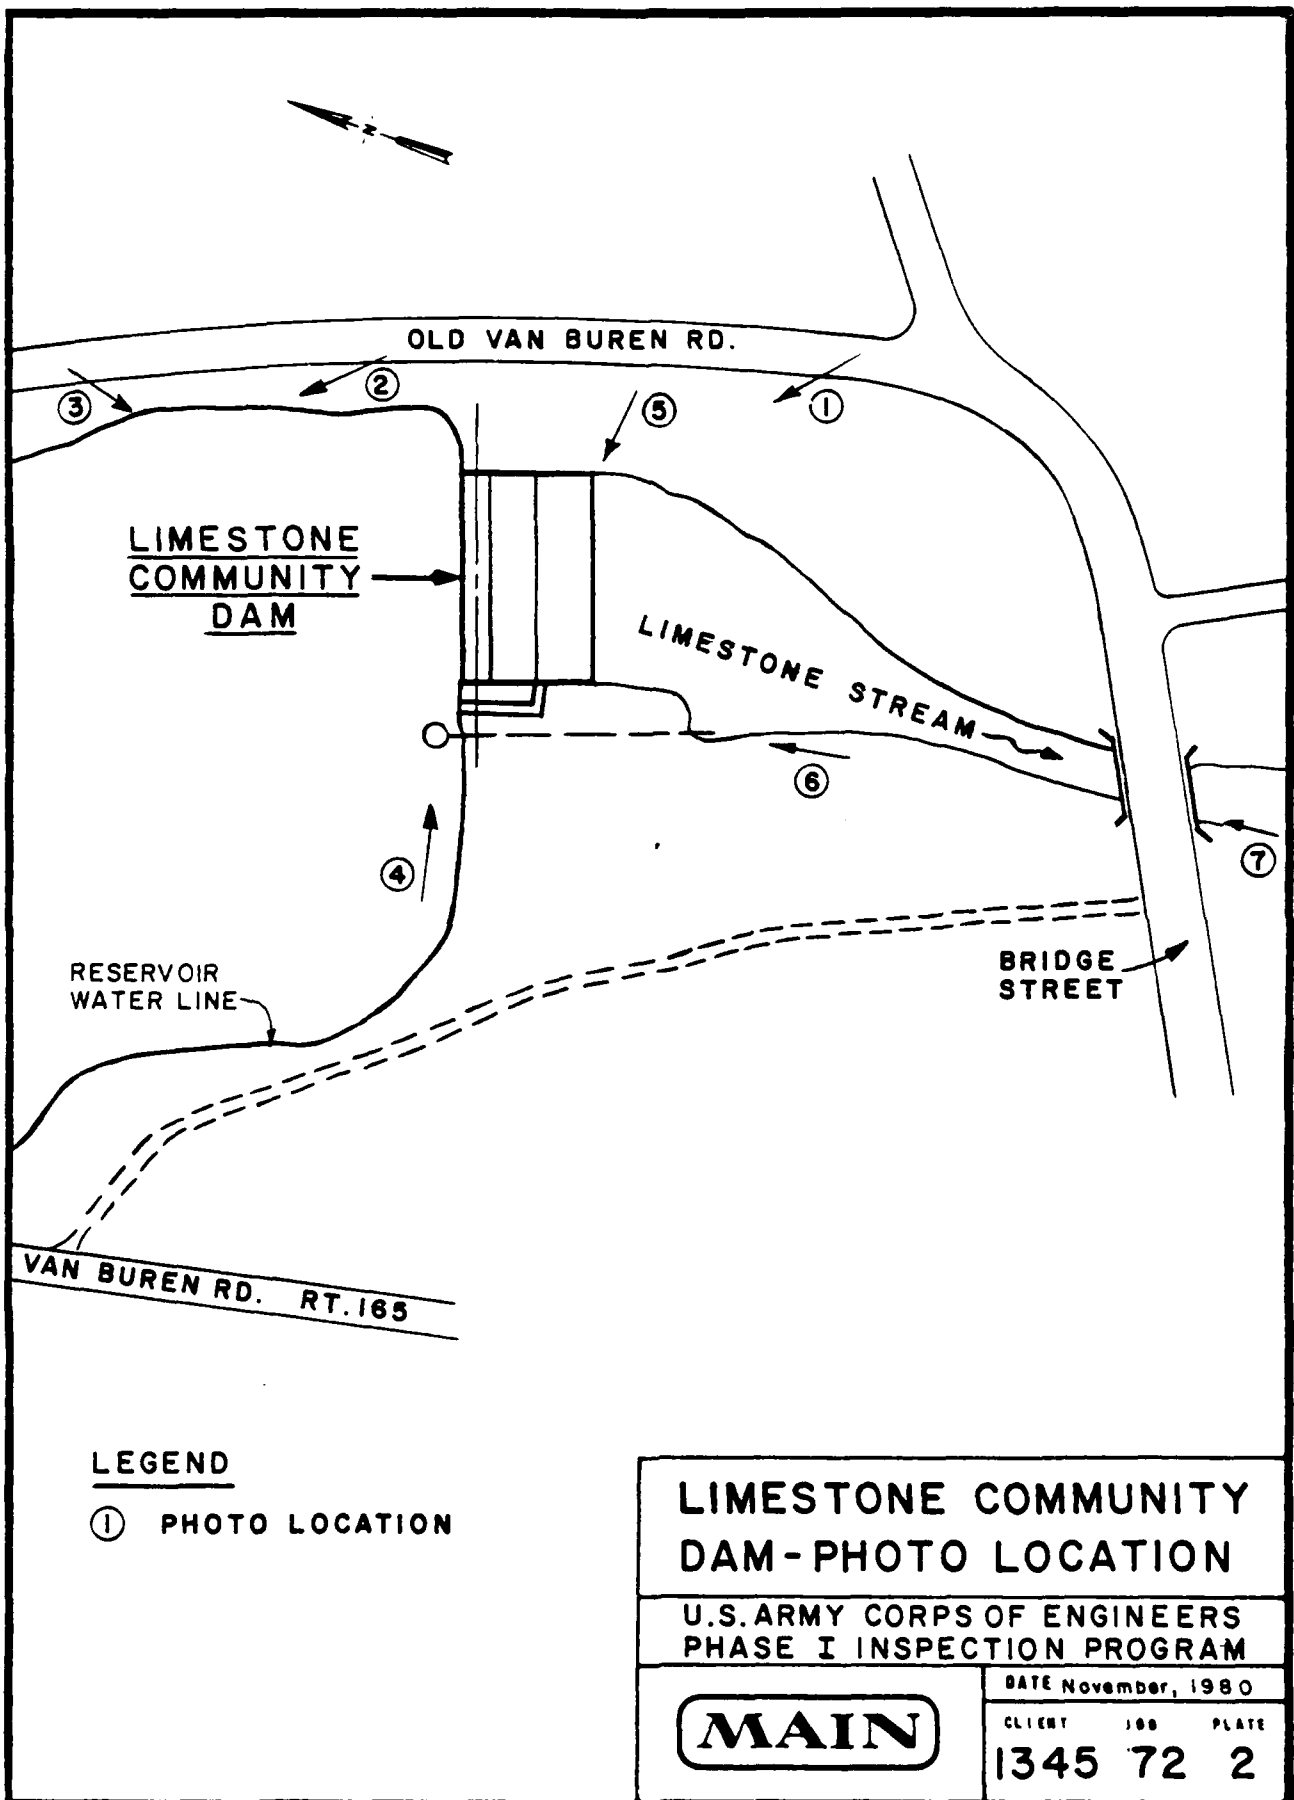 N
OLD VAN BUREN RD.
3
2
5
1
LIMESTONE
COMMUNITY
DAM
LIMESTONE STREAM
6
7
4
RESERVOIR
WATER LINE
BRIDGE
STREET
VAN BUREN RD. RT. 165
LEGEND
1 PHOTO LOCATION
LIMESTONE COMMUNITY
DAM-PHOTO LOCATION
U.S. ARMY CORPS OF ENGINEERS
PHASE I INSPECTION PROGRAM
MAIN
DATE November, 1980
CLIENT JOB PLATE
1345 72 2